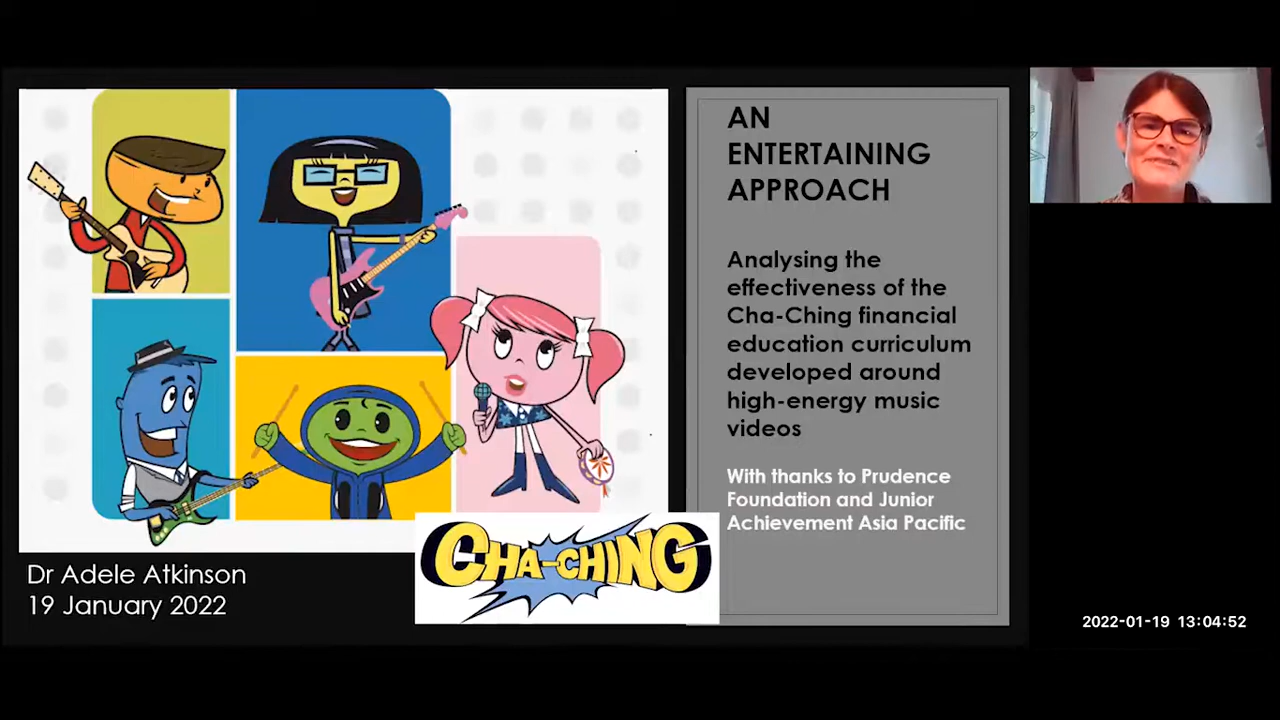 AN
ENTERTAINING
APPROACH
Analysing the
effectiveness of the
Cha-Ching financial
education curriculum
developed around
high-energy music
videos
With thanks to Prudence
Foundation and Junior
Achievement Asia Pacific
CHA-CHING
Dr Adele Atkinson
19 January 2022
2022-01-19 13:04:52